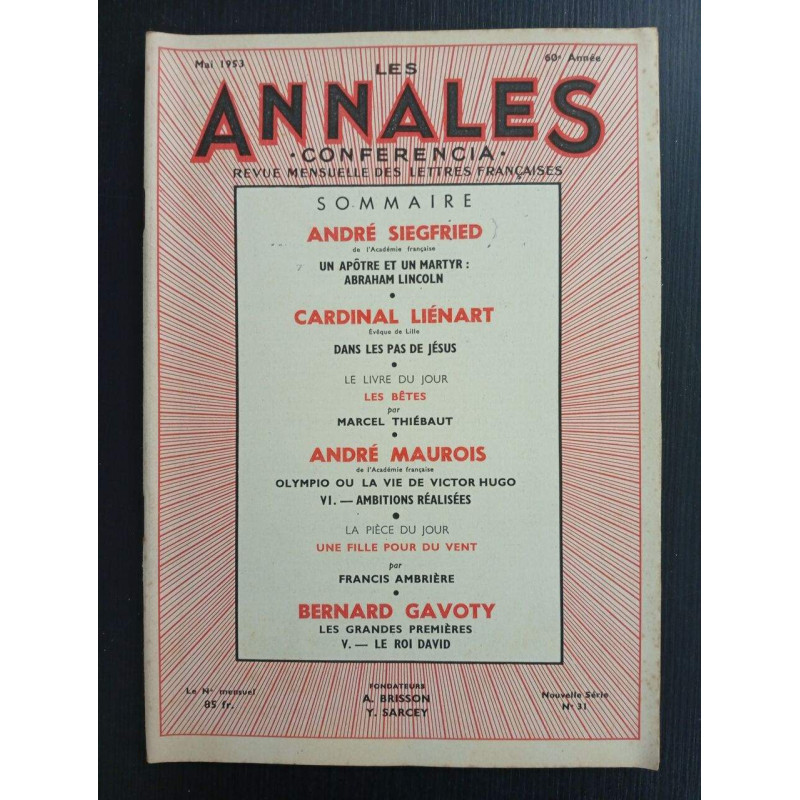 Mai 1953
60e Année
LES
ANNALES
·CONFERENCIA·
REVUE MENSUELLE DES LETTRES FRANÇAISES
SOMMAIRE
ANDRÉ SIEGFRIED
de l'Académie française
UN APÔTRE ET UN MARTYR :
ABRAHAM LINCOLN
•
CARDINAL LIÉNART
Évêque de Lille
DANS LES PAS DE JÉSUS
•
LE LIVRE DU JOUR
LES BÊTES
par
MARCEL THIÉBAUT
•
ANDRÉ MAUROIS
de l'Académie française
OLYMPIO OU LA VIE DE VICTOR HUGO
VI. — AMBITIONS RÉALISÉES
•
LA PIÈCE DU JOUR
UNE FILLE POUR DU VENT
par
FRANCIS AMBRIÈRE
•
BERNARD GAVOTY
LES GRANDES PREMIÈRES
V. — LE ROI DAVID
Le No mensuel
85 fr.
FONDATEURS
A. BRISSON
Y. SARCEY
Nouvelle Série
No 31